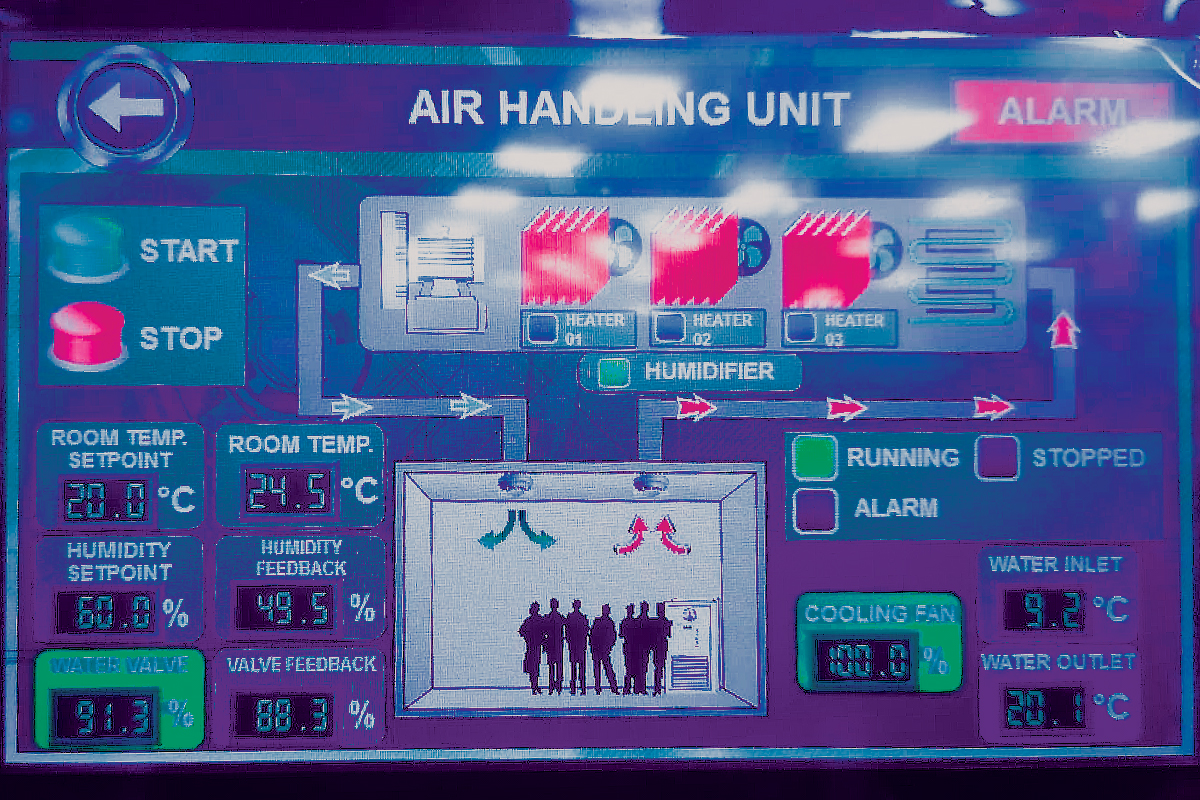 AIR HANDLING UNIT
ALARM
START
STOP
HEATER
01
HEATER
02
HEATER
03
HUMIDIFIER
ROOM TEMP.
SETPOINT
20.0 °C
ROOM TEMP.
24.5 °C
RUNNING
STOPPED
ALARM
HUMIDITY
SETPOINT
60.0 %
HUMIDITY
FEEDBACK
49.5 %
WATER INLET
9.2 °C
COOLING FAN
100.0 %
WATER VALVE
91.3 %
VALVE FEEDBACK
88.3 %
WATER OUTLET
20.1 °C